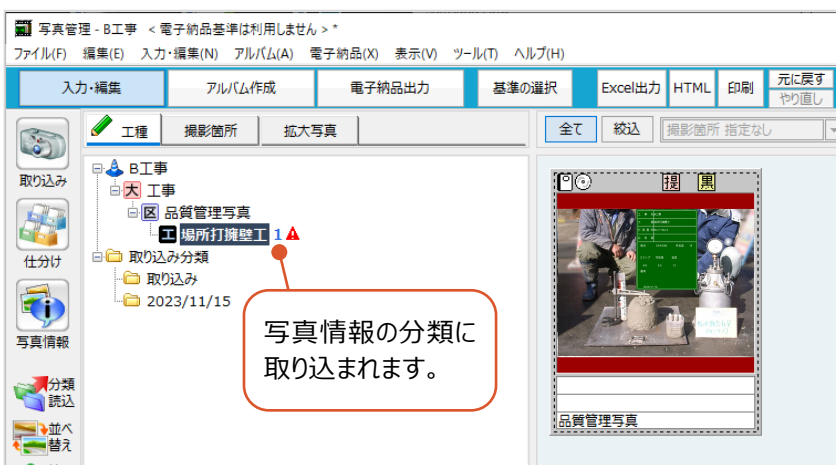 写真管理 - B工事 < 電子納品基準は利用しません > *
ファイル(F) 編集(E) 入力・編集(N) アルバム(A) 電子納品(X) 表示(V) ツール(T) ヘルプ(H)
入力・編集 アルバム作成 電子納品出力 基準の選択 Excel出力 HTML 印刷 元に戻す
やり直し
工種 撮影箇所 拡大写真 全て 絞込 撮影箇所 指定なし
取り込み
仕分け
写真情報
分類
読込
並べ
替え
B工事
大 工事
区 品質管理写真
工 場所打擁壁工 1
取り込み分類
取り込み
2023/11/15
写真情報の分類に
取り込まれます。
P 提 黒
品質管理写真